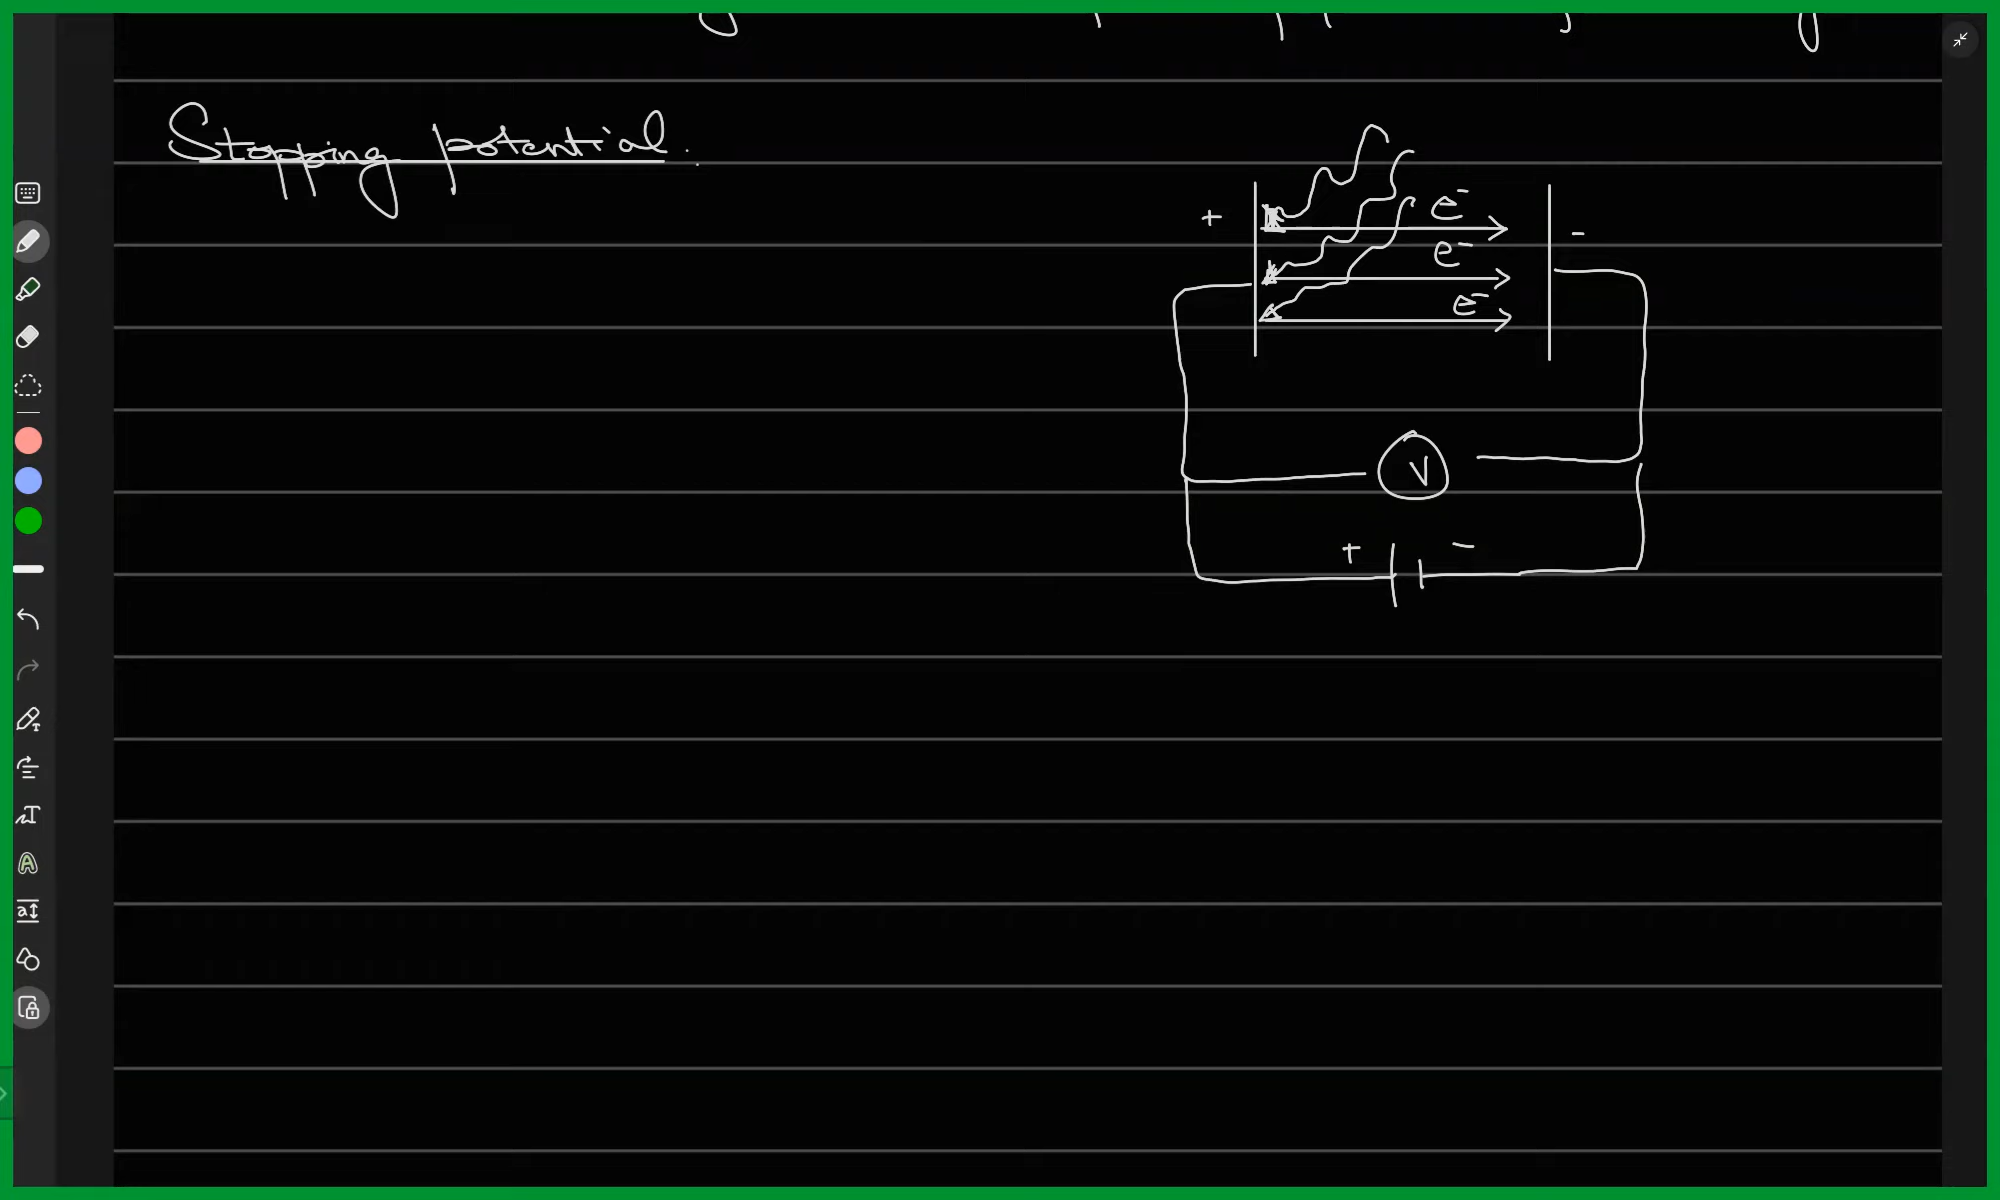 Stopping potential.
+ e⁻ -
e⁻
e⁻
V
+ -